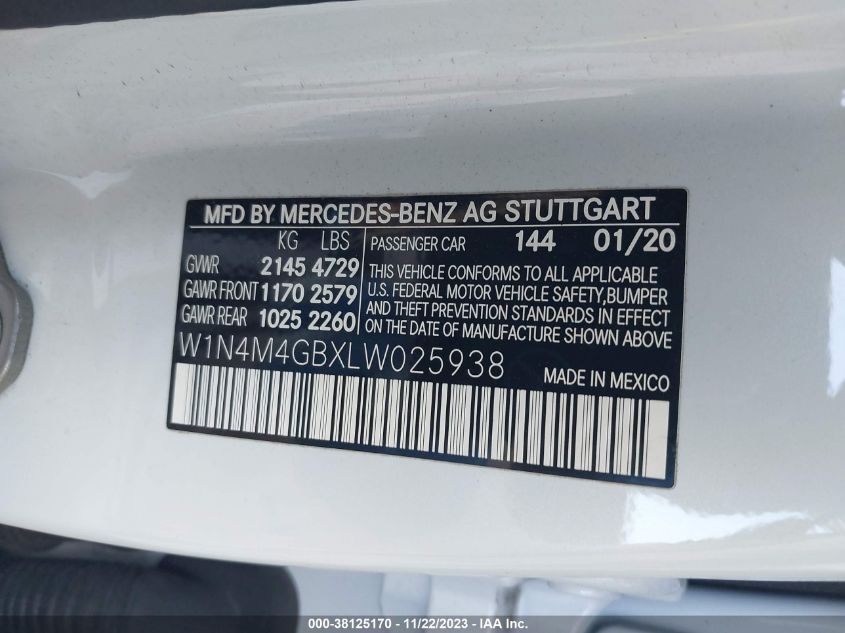 MFD BY MERCEDES-BENZ AG STUTTGART
KG LBS
GVWR 2145 4729
GAWR FRONT 1170 2579
GAWR REAR 1025 2260
PASSENGER CAR 144 01/20
THIS VEHICLE CONFORMS TO ALL APPLICABLE
U.S. FEDERAL MOTOR VEHICLE SAFETY,BUMPER
AND THEFT PREVENTION STANDARDS IN EFFECT
ON THE DATE OF MANUFACTURE SHOWN ABOVE
W1N4M4GBXLW025938
MADE IN MEXICO
000-38125170 - 11/22/2023 - IAA Inc.